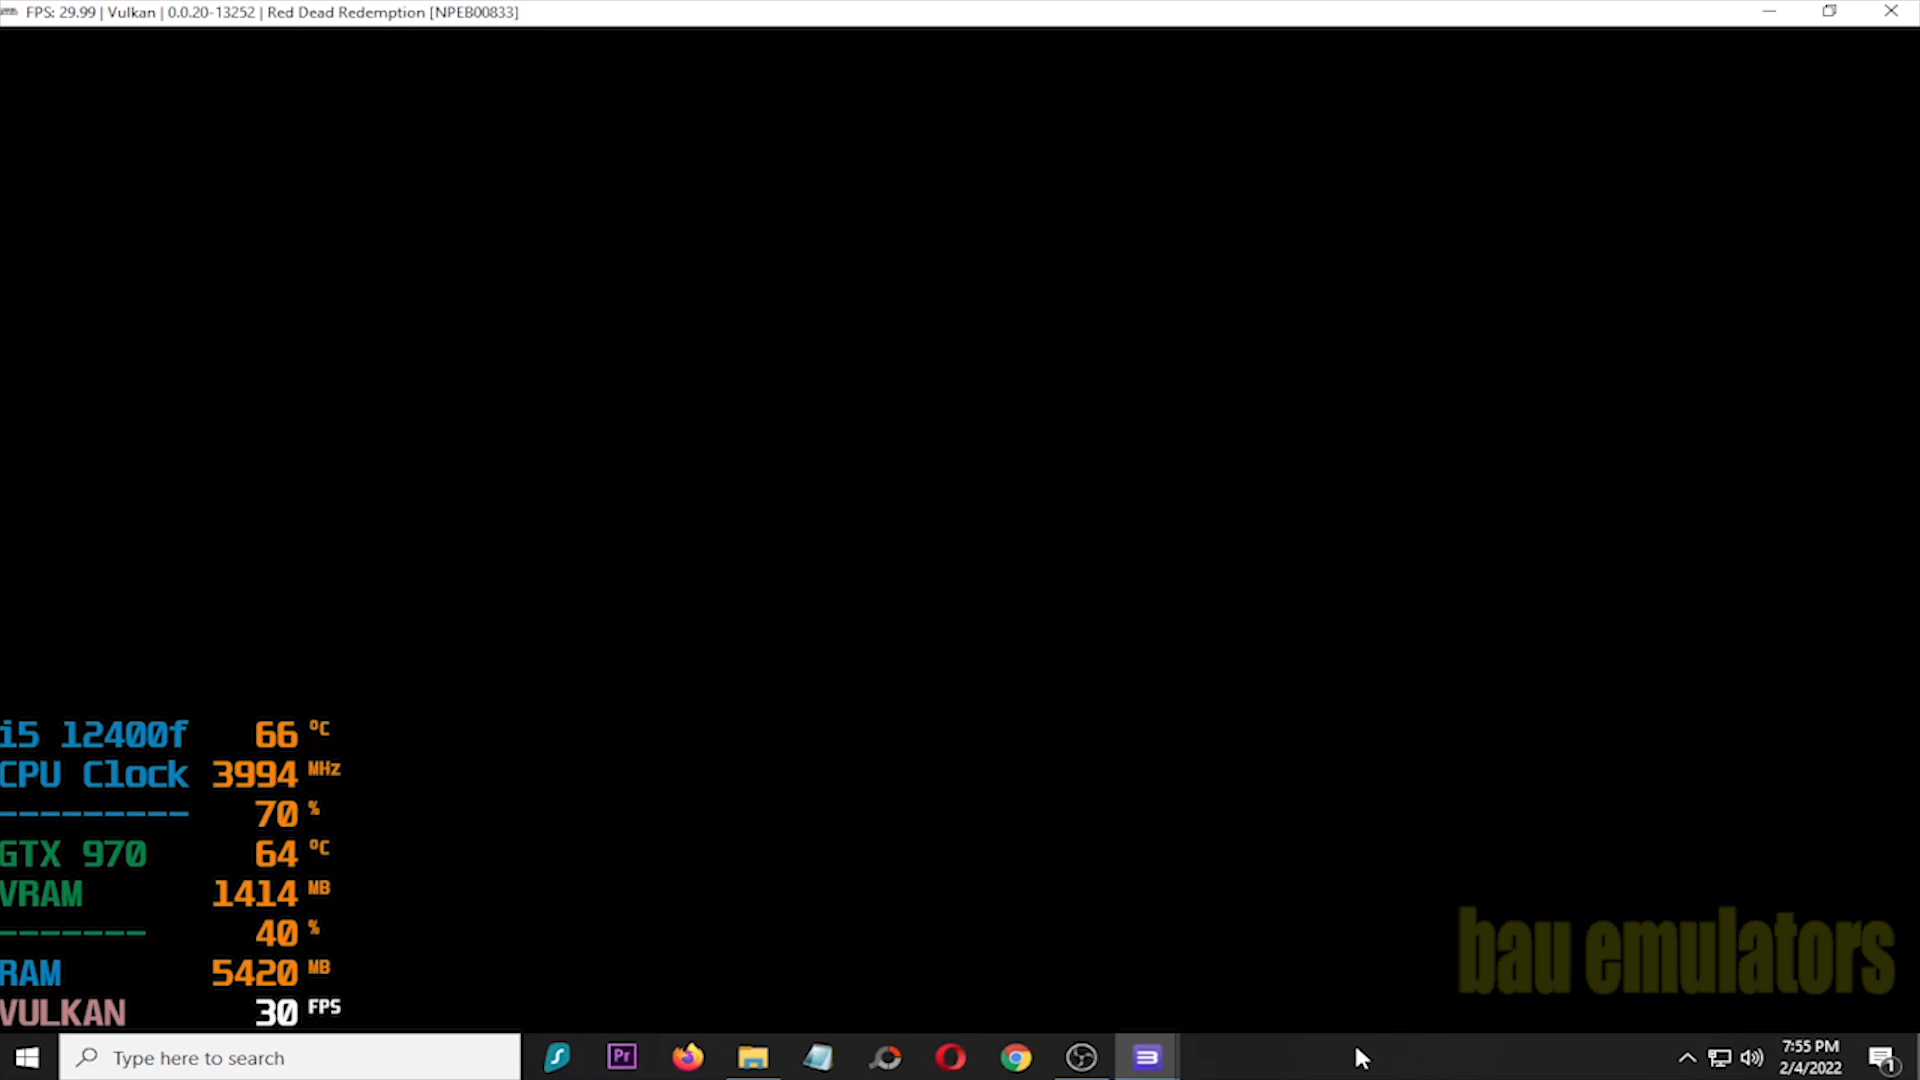 FPS: 29.99 | Vulkan | 0.0.20-13252 | Red Dead Redemption [NPEB00833]
i5 12400f 66 °C
CPU Clock 3994 MHz
--------- 70 %
GTX 970 64 °C
VRAM 1414 MB
------- 40 %
RAM 5420 MB
VULKAN 30 FPS
bau emulators
Type here to search
Pr
7:55 PM
2/4/2022
1